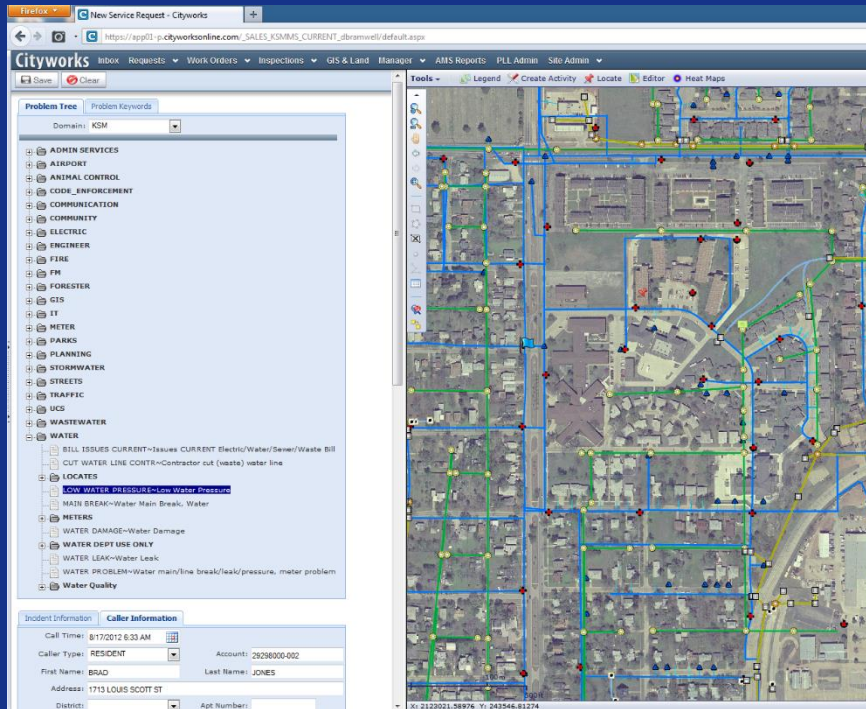 Firefox
New Service Request - Cityworks
+
https://app01-p.cityworksonline.com/_SALES_KSMMS_CURRENT_dbramwell/default.aspx
Cityworks Inbox Requests Work Orders Inspections GIS & Land Manager AMS Reports PLL Admin Site Admin
Save Clear
Tools Legend Create Activity Locate Editor Heat Maps
Problem Tree Problem Keywords
Domain: KSM
ADMIN SERVICES
AIRPORT
ANIMAL CONTROL
CODE_ENFORCEMENT
COMMUNICATION
COMMUNITY
ELECTRIC
ENGINEER
FIRE
FM
FORESTER
GIS
IT
METER
PARKS
PLANNING
STORMWATER
STREETS
TRAFFIC
UCS
WASTEWATER
WATER
BILL ISSUES CURRENT~Issues CURRENT Electric/Water/Sewer/Waste Bill
CUT WATER LINE CONTR~Contractor cut (waste) water line
LOCATES
LOW WATER PRESSURE~Low Water Pressure
MAIN BREAK~Water Main Break, Water
METERS
WATER DAMAGE~Water Damage
WATER DEPT USE ONLY
WATER LEAK~Water Leak
WATER PROBLEM~Water main/line break/leak/pressure, meter problem
Water Quality
Incident Information Caller Information
Call Time: 8/17/2012 6:33 AM
Caller Type: RESIDENT Account: 29298000-002
First Name: BRAD Last Name: JONES
Address: 1713 LOUIS SCOTT ST
District: Apt Number:
X: 2123021.58976 Y: 243546.81274